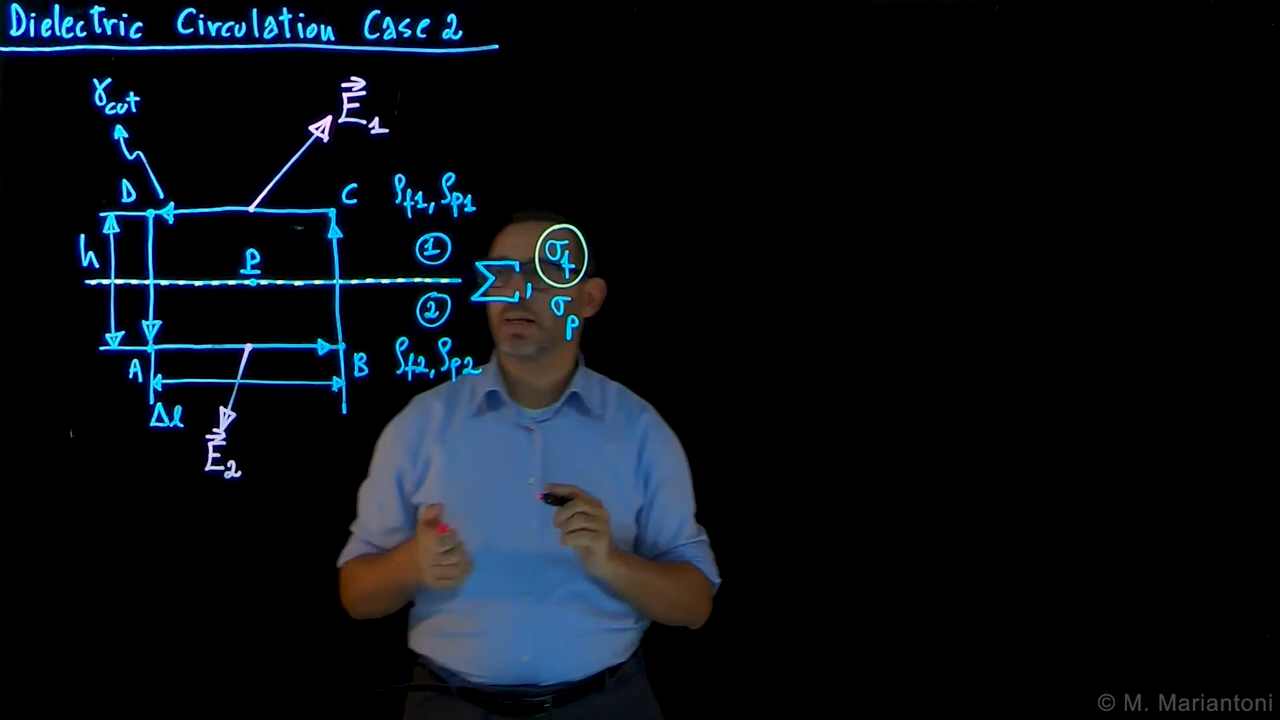 Dielectric Circulation Case 2
γcut
E⃗1
D
C
ρf1, ρp1
h
P
①
Σ, σf
②
σp
A
B
ρf2, ρp2
Δl
E⃗2
© M. Mariantoni